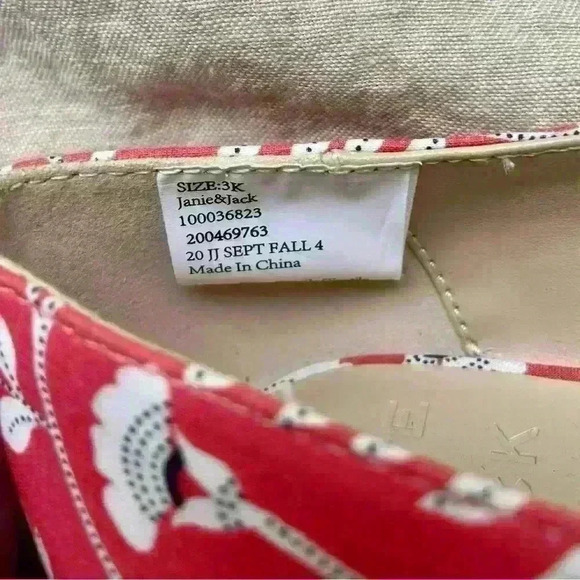 SIZE:3K
Janie&Jack
100036823
200469763
20 JJ SEPT FALL 4
Made In China